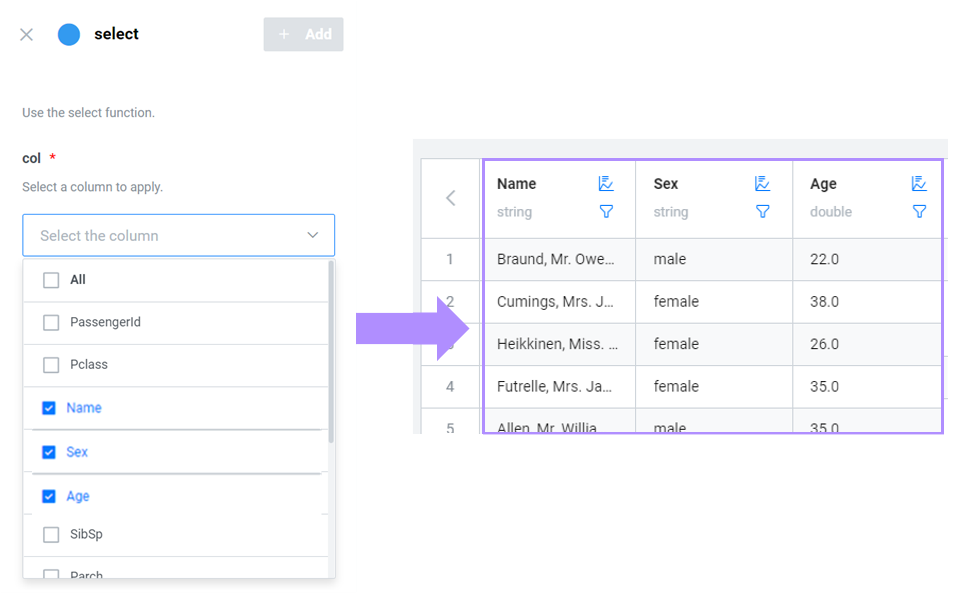 select
+ Add
Use the select function.
col *
Select a column to apply.
Select the column
All
PassengerId
Pclass
Name
Sex
Age
SibSp
Parch
Name Sex Age
string string double
1 Braund, Mr. Owe... male 22.0
2 Cumings, Mrs. J... female 38.0
3 Heikkinen, Miss. ... female 26.0
4 Futrelle, Mrs. Ja... female 35.0
5 Allen, Mr. Willia male 35.0